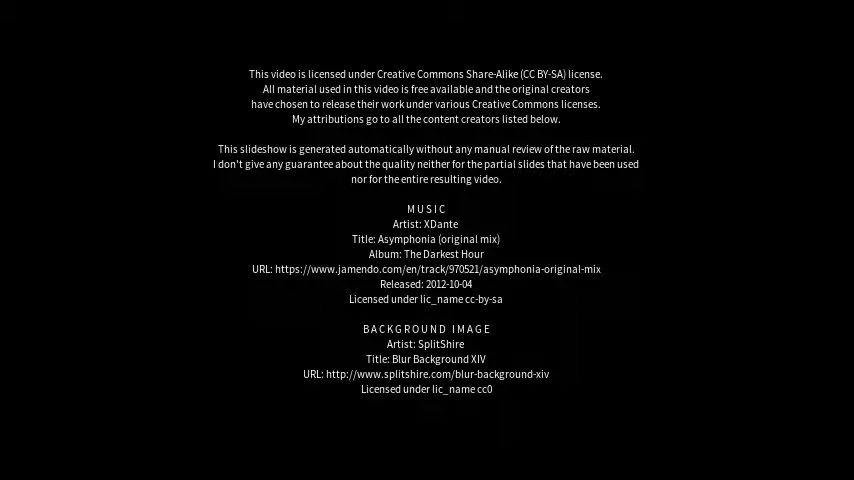 This video is licensed under Creative Commons Share-Alike (CC BY-SA) license.
All material used in this video is free available and the original creators
have chosen to release their work under various Creative Commons licenses.
My attributions go to all the content creators listed below.
This slideshow is generated automatically without any manual review of the raw material.
I don't give any guarantee about the quality neither for the partial slides that have been used
nor for the entire resulting video.
M U S I C
Artist: XDante
Title: Asymphonia (original mix)
Album: The Darkest Hour
URL: https://www.jamendo.com/en/track/970521/asymphonia-original-mix
Released: 2012-10-04
Licensed under lic_name cc-by-sa
B A C K G R O U N D   I M A G E
Artist: SplitShire
Title: Blur Background XIV
URL: http://www.splitshire.com/blur-background-xiv
Licensed under lic_name cc0